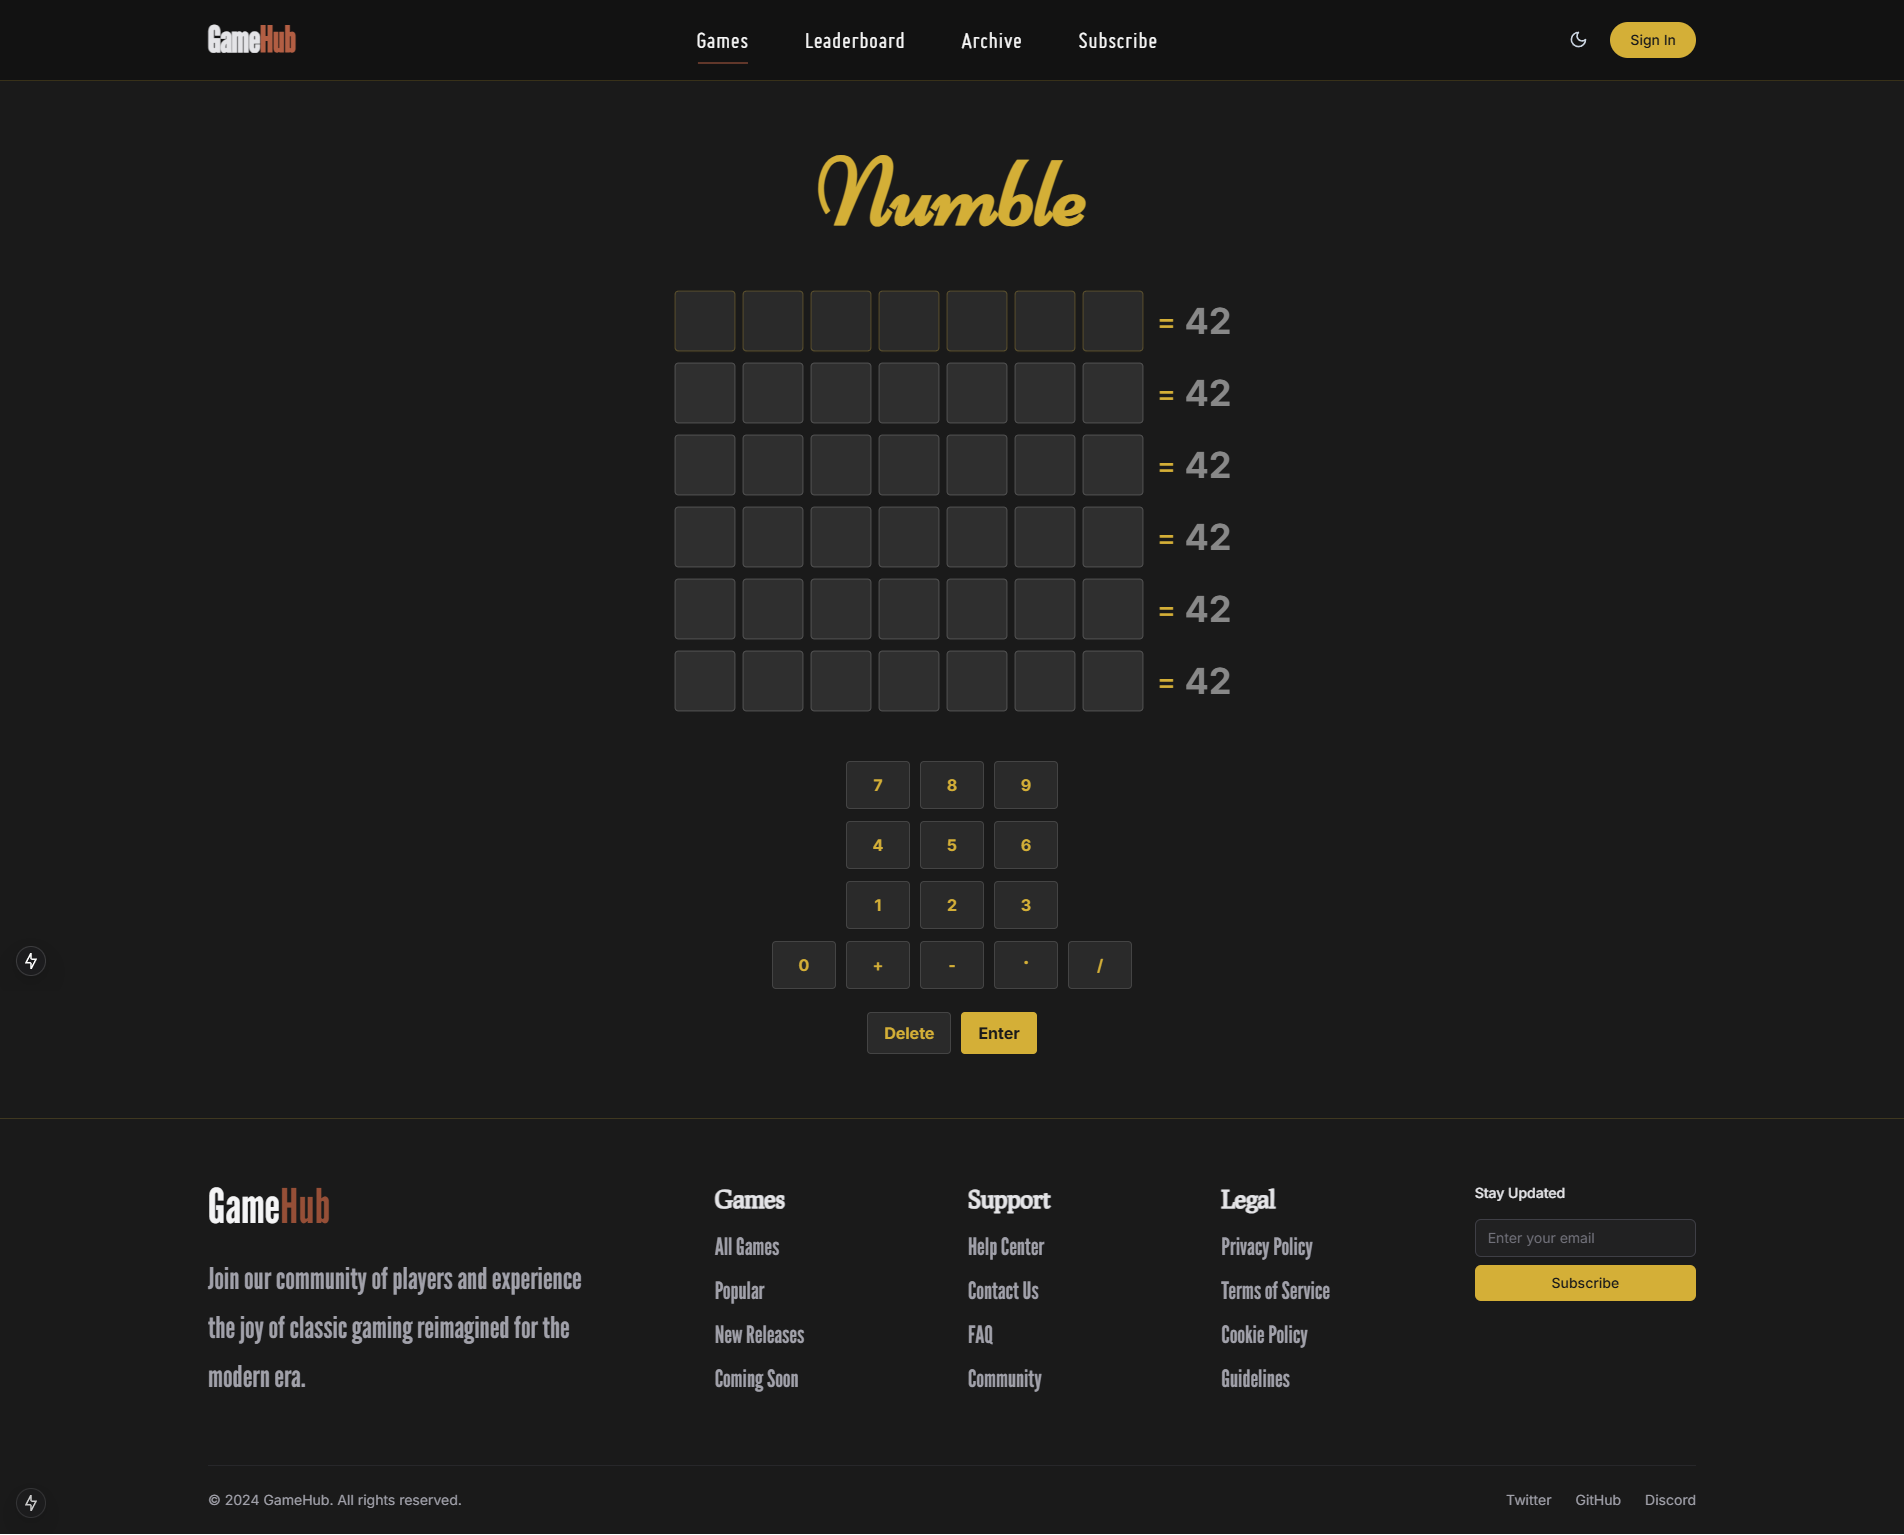 GameHub
Games Leaderboard Archive Subscribe
Sign In
Numble
= 42
= 42
= 42
= 42
= 42
= 42
7 8 9
4 5 6
1 2 3
0 + - · /
Delete Enter
GameHub
Join our community of players and experience
the joy of classic gaming reimagined for the
modern era.
Games
All Games
Popular
New Releases
Coming Soon
Support
Help Center
Contact Us
FAQ
Community
Legal
Privacy Policy
Terms of Service
Cookie Policy
Guidelines
Stay Updated
Enter your email
Subscribe
© 2024 GameHub. All rights reserved.
Twitter GitHub Discord